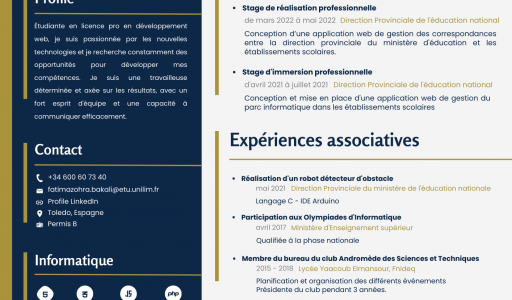 Profile
Étudiante en licence pro en développement
web, je suis passionnée par les nouvelles
technologies et je recherche constamment des
opportunités pour développer mes
compétences. Je suis une travailleuse
déterminée et axée sur les résultats, avec un
fort esprit d'équipe et une capacité à
communiquer efficacement.
Contact
+34 600 60 73 40
fatimazohra.bakali@etu.unilim.fr
Profile LinkedIn
Toledo, Espagne
Permis B
Informatique
5
3
JS
php
Stage de réalisation professionnelle
de mars 2022 à mai 2022 Direction Provinciale de l'éducation national
Conception d'une application web de gestion des correspondances
entre la direction provinciale du ministère d'éducation et les
établissements scolaires.
Stage d'immersion professionnelle
d'avril 2021 à juillet 2021 Direction Provinciale de l'éducation national
Conception et mise en place d'une application web de gestion du
parc informatique dans les établissements scolaires
Expériences associatives
Réalisation d'un robot détecteur d'obstacle
mai 2021 Direction Provinciale du ministère de l'éducation nationale
Langage C - IDE Arduino
Participation aux Olympiades d'Informatique
avril 2017 Ministère d'Enseignement supérieur
Qualifiée à la phase nationale
Membre du bureau du club Andromède des Sciences et Techniques
2015 - 2018 Lycée Yaacoub Elmansour, Fnideq
Planification et organisation des différents événements
Présidente du club pendant 3 années.